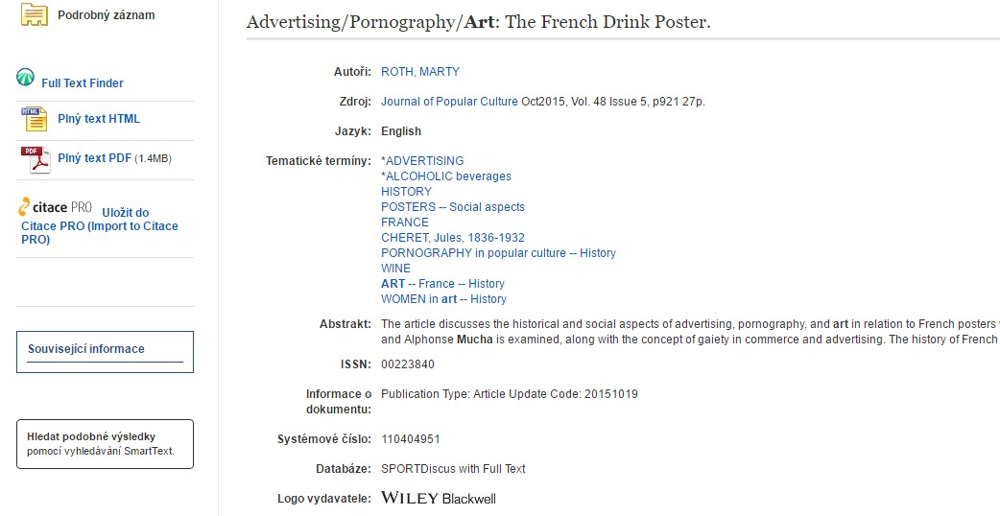 Podrobný záznam
Full Text Finder
HTML
Plný text HTML
PDF
Plný text PDF (1.4MB)
citace PRO Uložit do
Citace PRO (Import to Citace
PRO)
Související informace
Hledat podobné výsledky
pomocí vyhledávání SmartText.
Advertising/Pornography/Art: The French Drink Poster.
Autoři: ROTH, MARTY
Zdroj: Journal of Popular Culture Oct2015, Vol. 48 Issue 5, p921 27p.
Jazyk: English
Tematické termíny: *ADVERTISING
*ALCOHOLIC beverages
HISTORY
POSTERS -- Social aspects
FRANCE
CHERET, Jules, 1836-1932
PORNOGRAPHY in popular culture -- History
WINE
ART -- France -- History
WOMEN in art -- History
Abstrakt: The article discusses the historical and social aspects of advertising, pornography, and art in relation to French posters
and Alphonse Mucha is examined, along with the concept of gaiety in commerce and advertising. The history of French
ISSN: 00223840
Informace o Publication Type: Article Update Code: 20151019
dokumentu:
Systémové číslo: 110404951
Databáze: SPORTDiscus with Full Text
Logo vydavatele: WILEY Blackwell